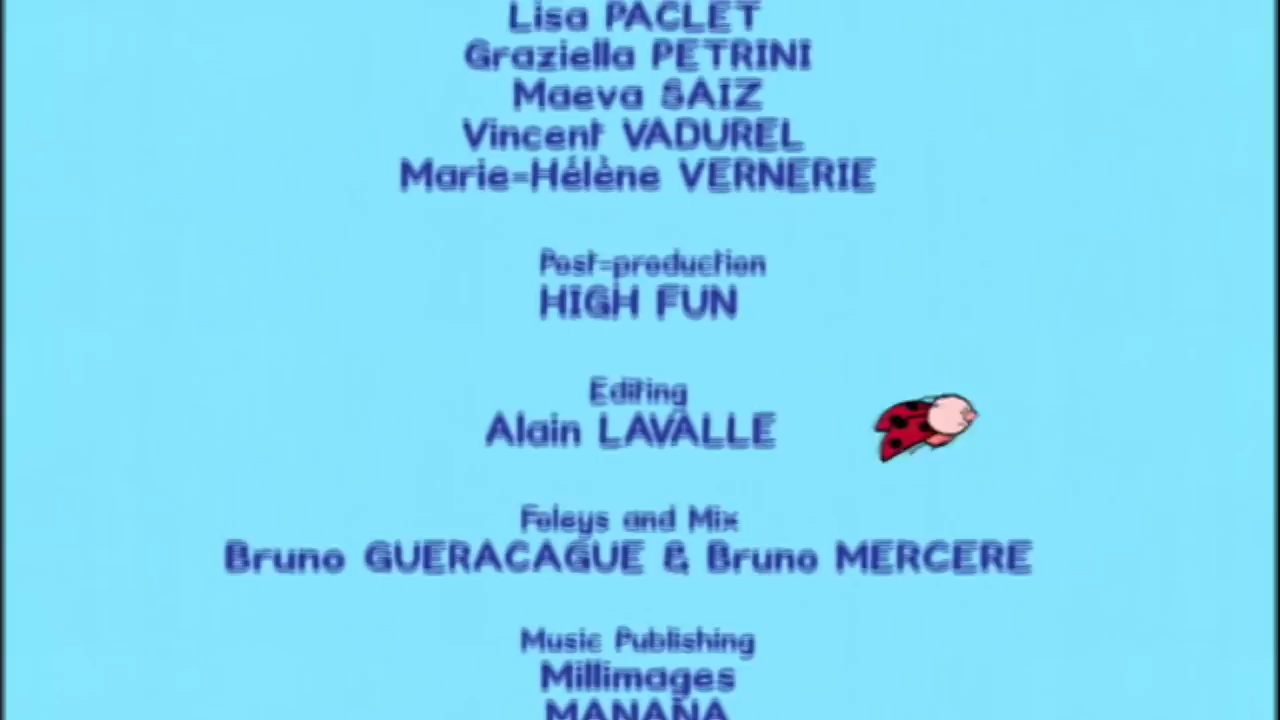 Lisa PACLET
Graziella PETRINI
Maeva SAIZ
Vincent VADUREL
Marie-Hélène VERNERIE
Post-production
HIGH FUN
Editing
Alain LAVALLE
Foleys and Mix
Bruno GUERACAGUE & Bruno MERCERE
Music Publishing
Millimages
MANANA